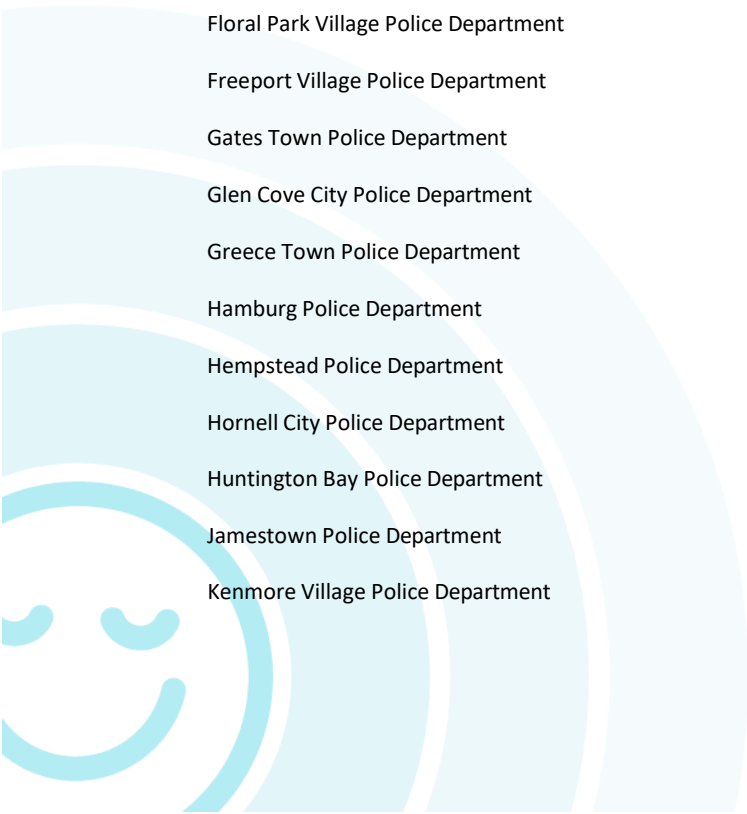 Floral Park Village Police Department
Freeport Village Police Department
Gates Town Police Department
Glen Cove City Police Department
Greece Town Police Department
Hamburg Police Department
Hempstead Police Department
Hornell City Police Department
Huntington Bay Police Department
Jamestown Police Department
Kenmore Village Police Department